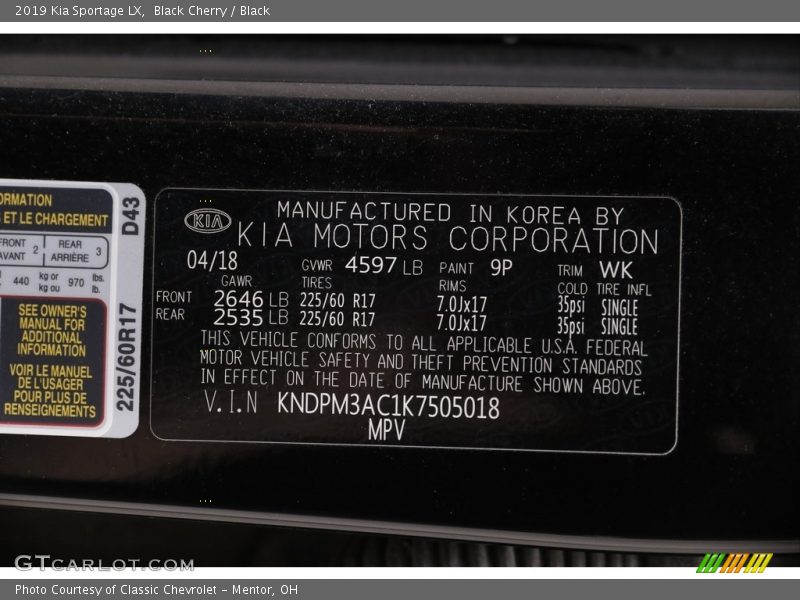 2019 Kia Sportage LX, Black Cherry / Black
ORMATION
ET LE CHARGEMENT
FRONT 2 REAR 3
AVANT ARRIÈRE
440 kg or 970 lbs.
kg ou lb.
SEE OWNER'S
MANUAL FOR
ADDITIONAL
INFORMATION
VOIR LE MANUEL
DE L'USAGER
POUR PLUS DE
RENSEIGNEMENTS
D43
225/60R17
KIA
MANUFACTURED IN KOREA BY
KIA MOTORS CORPORATION
04/18 GVWR 4597 LB PAINT 9P TRIM WK
GAWR TIRES RIMS COLD TIRE INFL
FRONT 2646 LB 225/60 R17 7.0Jx17 35psi SINGLE
REAR 2535 LB 225/60 R17 7.0Jx17 35psi SINGLE
THIS VEHICLE CONFORMS TO ALL APPLICABLE U.S.A FEDERAL
MOTOR VEHICLE SAFETY AND THEFT PREVENTION STANDARDS
IN EFFECT ON THE DATE OF MANUFACTURE SHOWN ABOVE.
V.I.N KNDPM3AC1K7505018
MPV
GTCARLOT.COM
Photo Courtesy of Classic Chevrolet - Mentor, OH